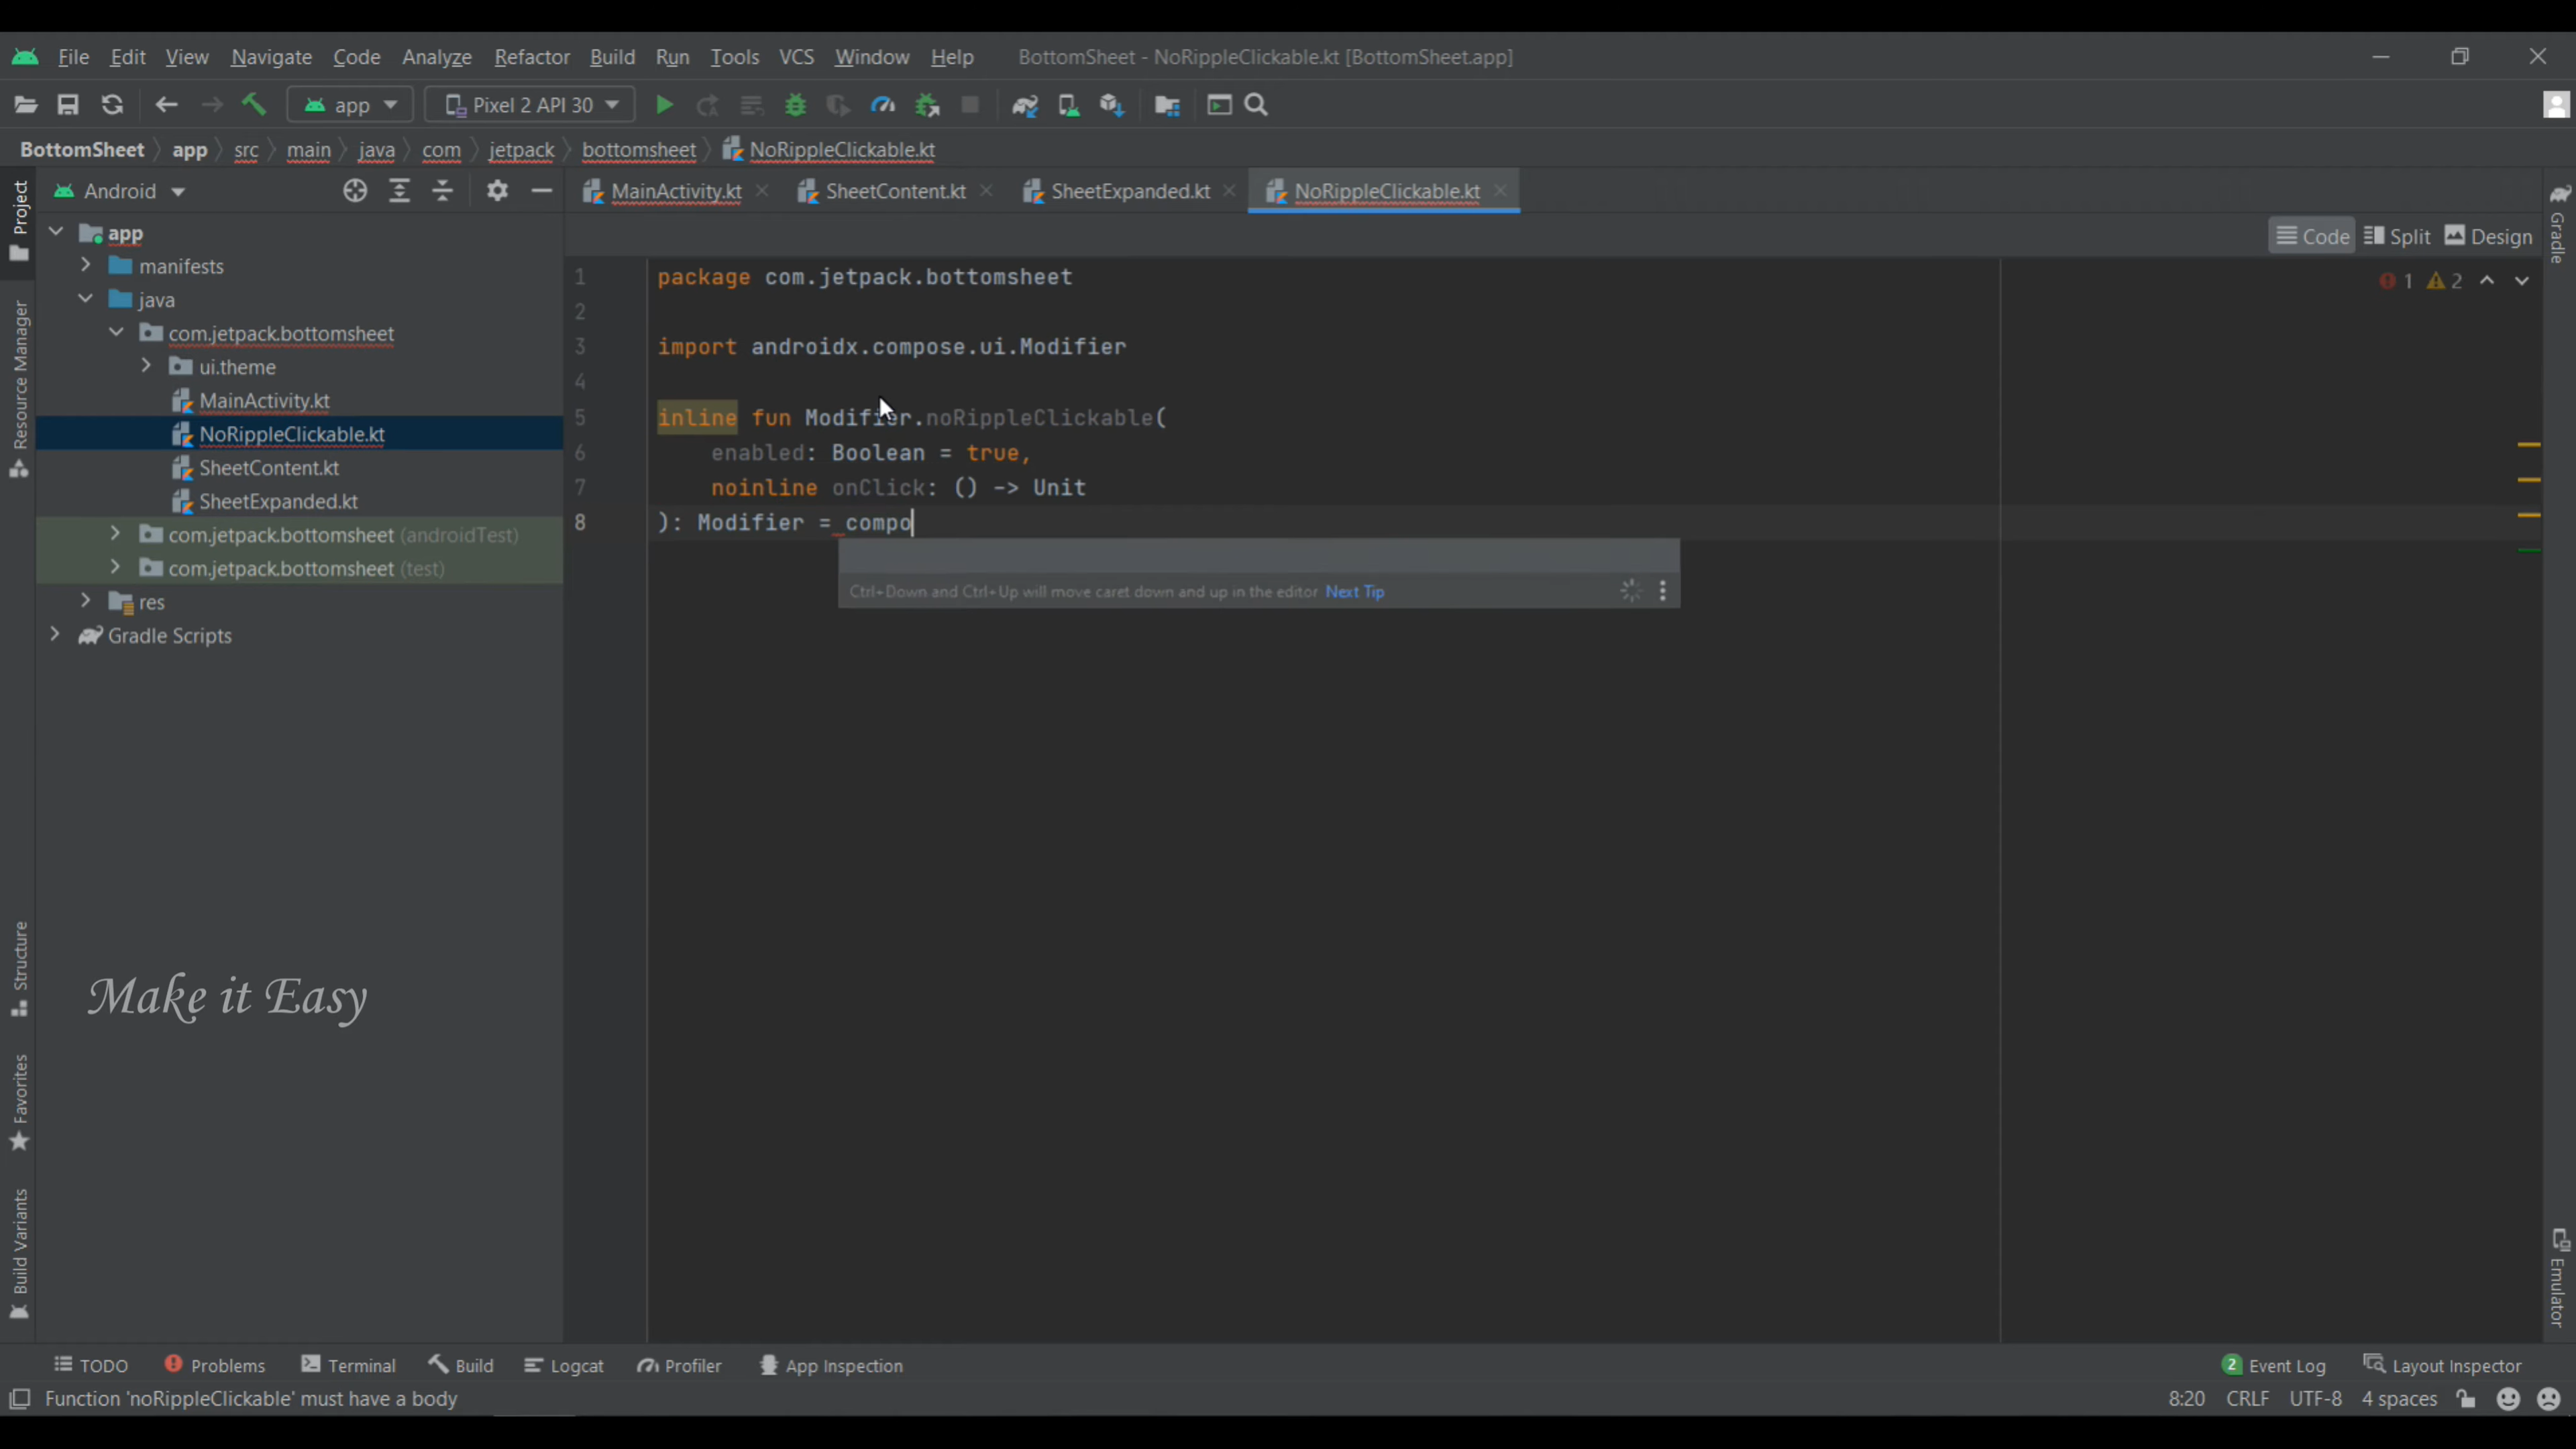 File Edit View Navigate Code Analyze Refactor Build Run Tools VCS Window Help BottomSheet - NoRippleClickable.kt [BottomSheet.app]
app Pixel 2 API 30
BottomSheet app src main java com jetpack bottomsheet NoRippleClickable.kt
Android
MainActivity.kt SheetContent.kt SheetExpanded.kt NoRippleClickable.kt
Code Split Design
Project
Resource Manager
Structure
Favorites
Build Variants
app
manifests
java
com.jetpack.bottomsheet
ui.theme
MainActivity.kt
NoRippleClickable.kt
SheetContent.kt
SheetExpanded.kt
com.jetpack.bottomsheet (androidTest)
com.jetpack.bottomsheet (test)
res
Gradle Scripts
Make it Easy
1 package com.jetpack.bottomsheet
2
3 import androidx.compose.ui.Modifier
4
5 inline fun Modifier.noRippleClickable(
6 enabled: Boolean = true,
7 noinline onClick: () -> Unit
8 ): Modifier = compo
Ctrl+Down and Ctrl+Up will move caret down and up in the editor Next Tip
1 2
Gradle
Emulator
TODO Problems Terminal Build Logcat Profiler App Inspection 2 Event Log Layout Inspector
Function 'noRippleClickable' must have a body 8:20 CRLF UTF-8 4 spaces